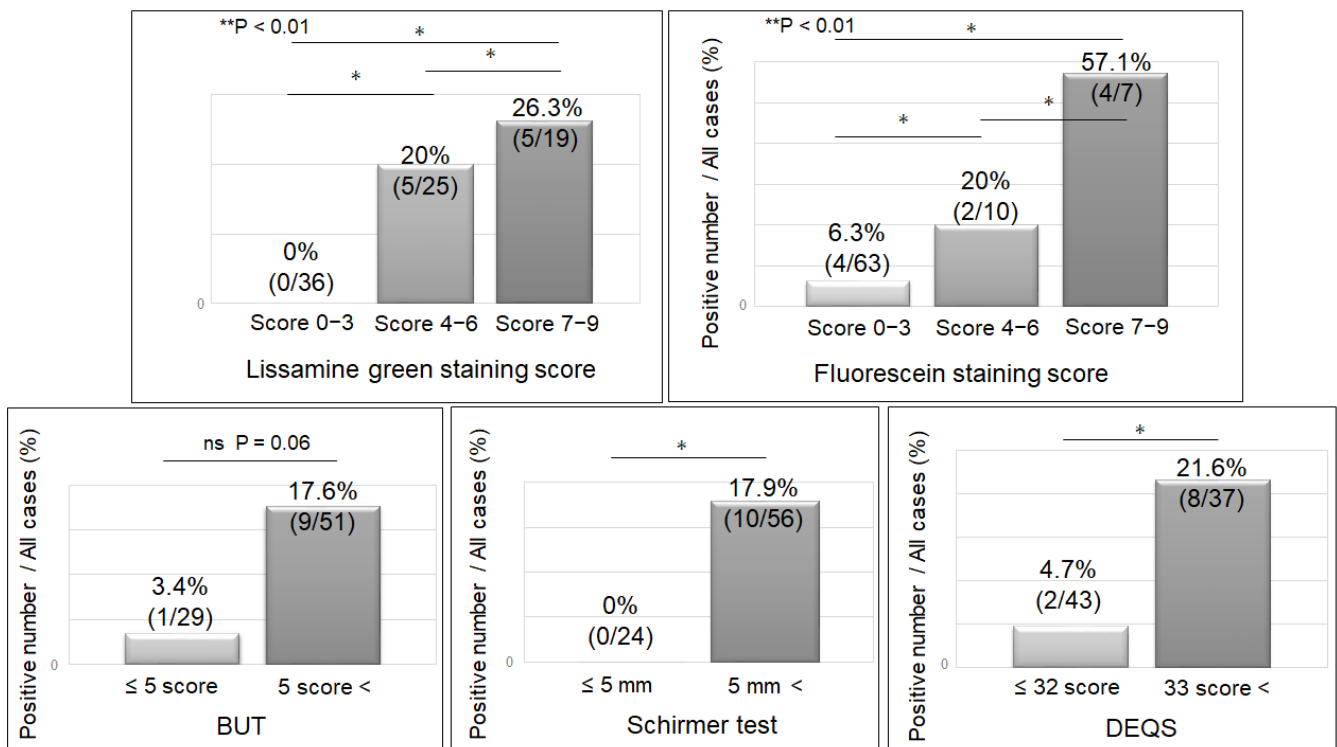 **P < 0.01
*
*
*
26.3%
(5/19)
20%
(5/25)
0%
(0/36)
0
Score 0−3 Score 4−6 Score 7−9
Lissamine green staining score
**P < 0.01
*
57.1%
(4/7)
*
*
20%
(2/10)
6.3%
(4/63)
0
Score 0−3 Score 4−6 Score 7−9
Fluorescein staining score
Positive number / All cases (%)
ns P = 0.06
17.6%
(9/51)
3.4%
(1/29)
0
≤ 5 score 5 score <
BUT
Positive number / All cases (%)
*
17.9%
(10/56)
0%
(0/24)
0
≤ 5 mm 5 mm <
Schirmer test
Positive number / All cases (%)
*
21.6%
(8/37)
4.7%
(2/43)
0
≤ 32 score 33 score <
DEQS
Positive number / All cases (%)